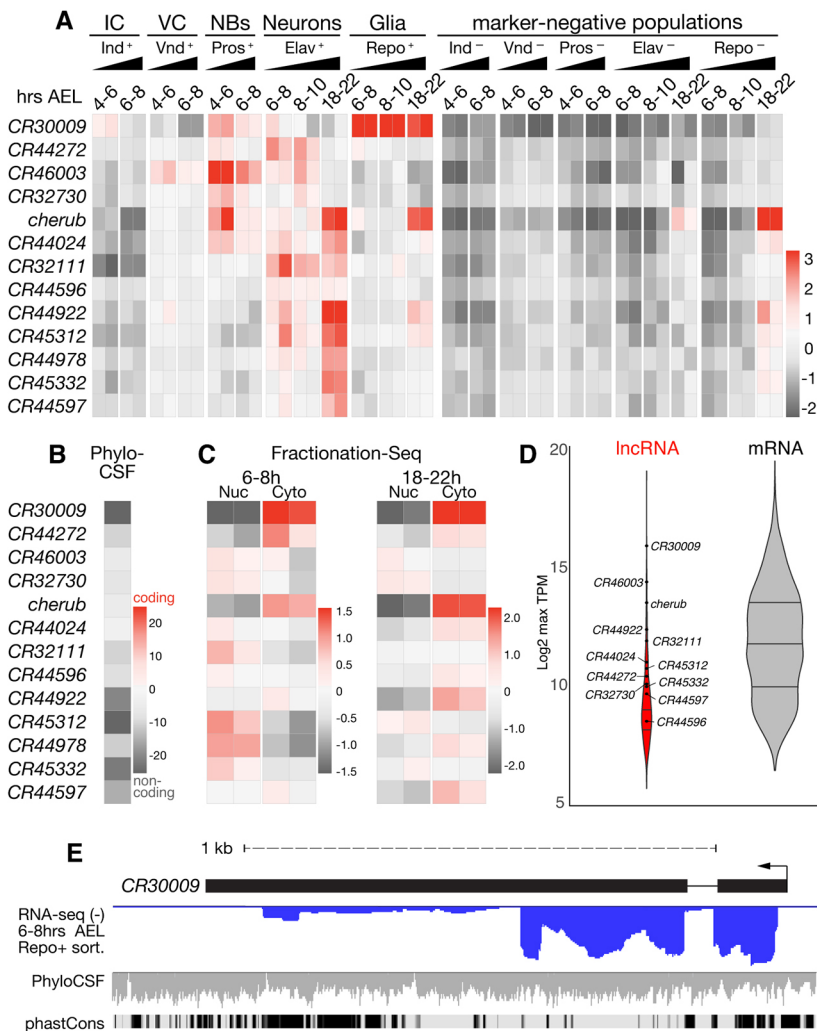 A
IC VC NBs Neurons Glia marker-negative populations
Ind + Vnd + Pros + Elav + Repo + Ind − Vnd − Pros − Elav − Repo −
hrs AEL 4-6 6-8 4-6 6-8 4-6 6-8 6-8 8-10 18-22 6-8 8-10 18-22 4-6 6-8 4-6 6-8 4-6 6-8 6-8 8-10 18-22 6-8 8-10 18-22
CR30009
CR44272
CR46003
CR32730
cherub
CR44024
CR32111
CR44596
CR44922
CR45312
CR44978
CR45332
CR44597
3
2
1
0
-1
-2
B
Phylo-
CSF
CR30009
CR44272
CR46003
CR32730
cherub
CR44024
CR32111
CR44596
CR44922
CR45312
CR44978
CR45332
CR44597
coding
20
10
0
-10
-20
non-
coding
C
Fractionation-Seq
6-8h 18-22h
Nuc Cyto Nuc Cyto
1.5
1.0
0.5
0.0
-0.5
-1.0
-1.5
2.0
1.0
0.0
-1.0
-2.0
D
lncRNA mRNA
Log2 max TPM
20
15
10
5
CR30009
CR46003
cherub
CR44922
CR32111
CR44024
CR45312
CR44272
CR45332
CR32730
CR44597
CR44596
E
1 kb
CR30009
RNA-seq (-)
6-8hrs AEL
Repo+ sort.
PhyloCSF
phastCons